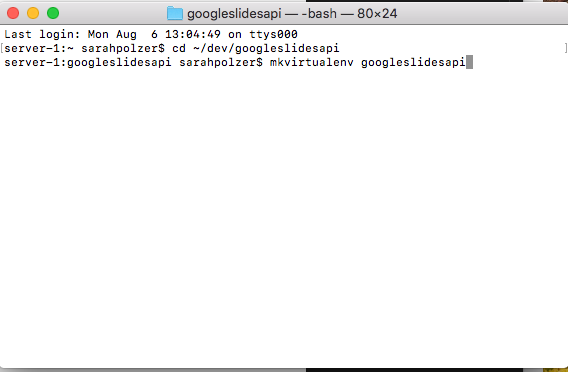 googleslidesapi — -bash — 80×24
Last login: Mon Aug  6 13:04:49 on ttys000
[server-1:~ sarahpolzer$ cd ~/dev/googleslidesapi ]
server-1:googleslidesapi sarahpolzer$ mkvirtualenv googleslidesapi